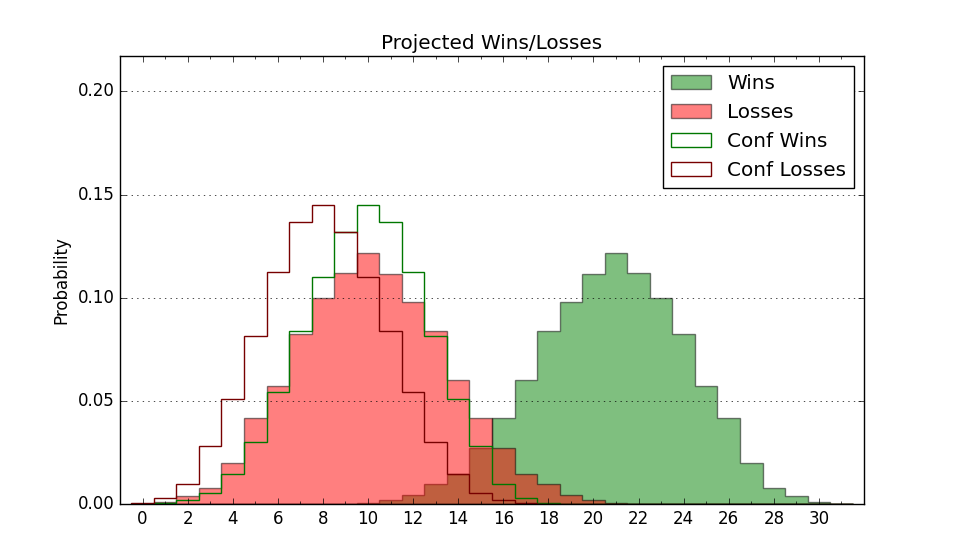 Projected Wins/Losses
Probability
0.20
0.15
0.10
0.05
0.00
0 2 4 6 8 10 12 14 16 18 20 22 24 26 28 30
Wins
Losses
Conf Wins
Conf Losses